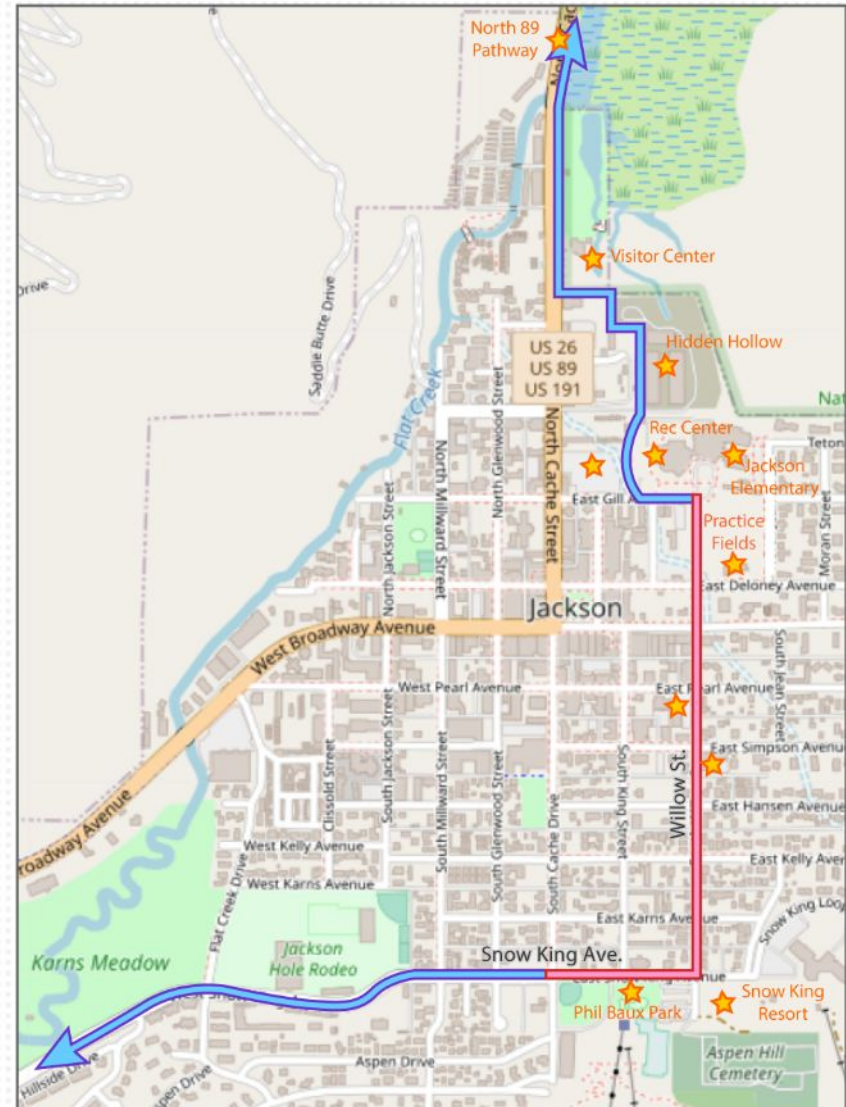 North 89
Pathway
Visitor Center
Drive
Saddle Butte Drive
Flat Creek
US 26
US 89
US 191
Hidden Hollow
Rec Center
Jackson
Elementary
Practice
Fields
North Cache Street
North Glenwood Street
North Millward Street
North Jackson Street
East Gill
Moran Street
East Deloney Avenue
Jackson
West Broadway Avenue
West Pearl Avenue
East Pearl Avenue
South Jean Street
East Simpson Avenue
East Hansen Avenue
Willow St.
South King Street
South Cache Drive
South Glenwood Street
South Millward Street
South Jackson Street
Clissold Street
West Kelly Avenue
West Karns Avenue
Flat Creek Drive
East Kelly
East Karns
Snow King Loop
Karns Meadow
Jackson
Hole Rodeo
Snow King Ave.
Phil Baux Park
Snow King
Resort
Aspen Hill
Cemetery
Aspen Drive
Hillside Drive